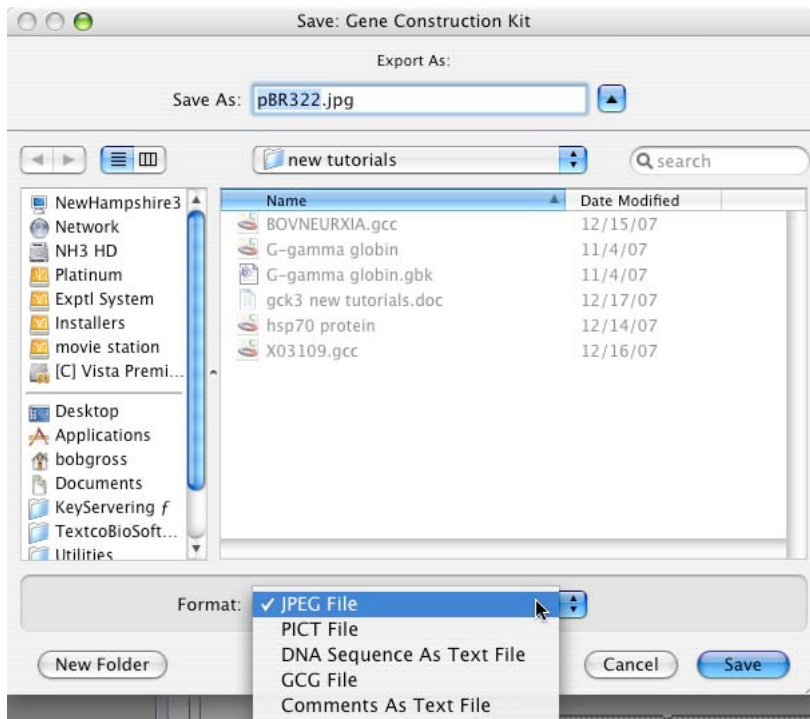 Save: Gene Construction Kit
Export As:
Save As: pBR322.jpg
new tutorials
search
NewHampshire3
Network
NH3 HD
Platinum
Exptl System
Installers
movie station
[C] Vista Premi...
Desktop
Applications
bobgross
Documents
KeyServering ƒ
TextcoBioSoft...
Utilities
Name Date Modified
BOVNEURXIA.gcc 12/15/07
G-gamma globin 11/4/07
G-gamma globin.gbk 11/4/07
gck3 new tutorials.doc 12/17/07
hsp70 protein 12/14/07
X03109.gcc 12/16/07
Format: ✓ JPEG File
PICT File
DNA Sequence As Text File
GCG File
Comments As Text File
New Folder
Cancel
Save